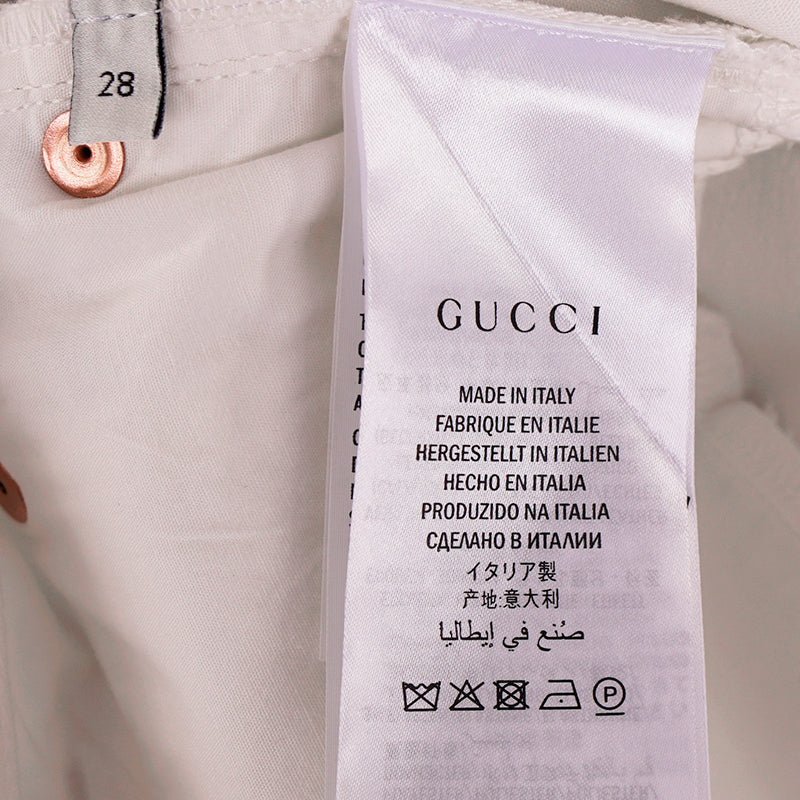 28
GUCCI
MADE IN ITALY
FABRIQUE EN ITALIE
HERGESTELLT IN ITALIEN
HECHO EN ITALIA
PRODUZIDO NA ITALIA
СДЕЛАНО В ИТАЛИИ
イタリア製
产地:意大利
صُنع في إيطاليا
P